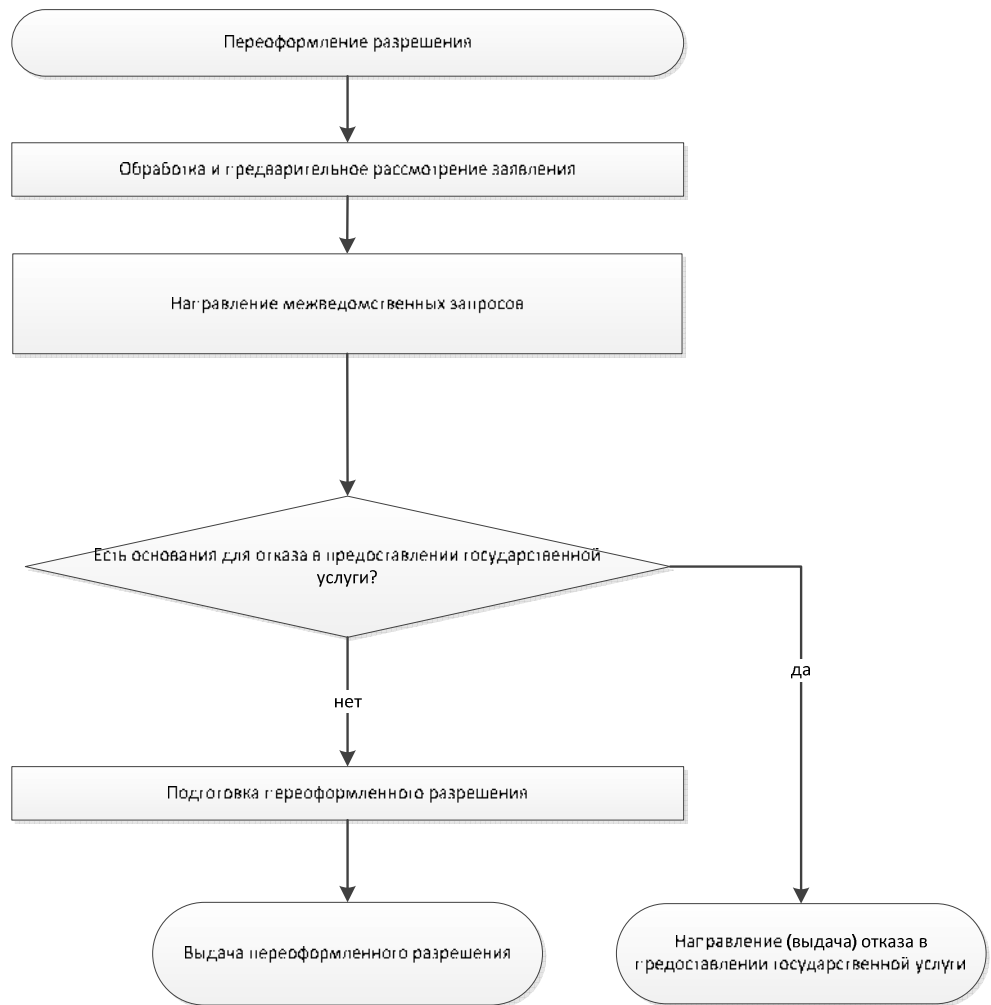 Переоформление разрешения
Обработка и предварительное рассмотрение заявления
Направление межведомственных запросов
Есть основания для отказа в предоставлении государственной
услуги?
да
нет
Подготовка переоформленного разрешения
Выдача переоформленного разрешения
Направление (выдача) отказа в
предоставлении государственной услуги